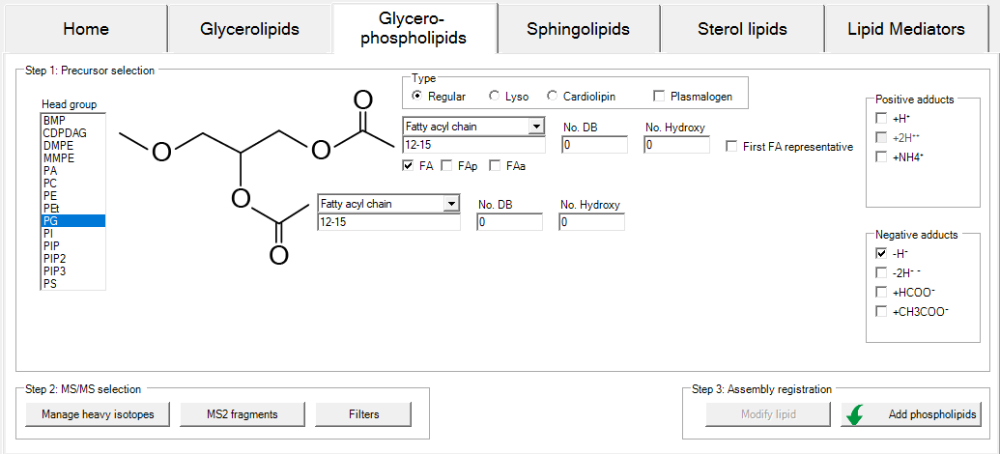 Home
Glycerolipids
Glycero-
phospholipids
Sphingolipids
Sterol lipids
Lipid Mediators
Step 1: Precursor selection
Head group
BMP
CDPDAG
DMPE
MMPE
PA
PC
PE
PEt
PG
PI
PIP
PIP2
PIP3
PS
O
O
O
O
O
Type
Regular
Lyso
Cardiolipin
Plasmalogen
Fatty acyl chain
No. DB
No. Hydroxy
12-15
0
0
First FA representative
FA
FAp
FAa
Fatty acyl chain
No. DB
No. Hydroxy
12-15
0
0
Positive adducts
+H⁺
+2H⁺⁺
+NH4⁺
Negative adducts
-H⁻
-2H⁻ ⁻
+HCOO⁻
+CH3COO⁻
Step 2: MS/MS selection
Manage heavy isotopes
MS2 fragments
Filters
Step 3: Assembly registration
Modify lipid
Add phospholipids